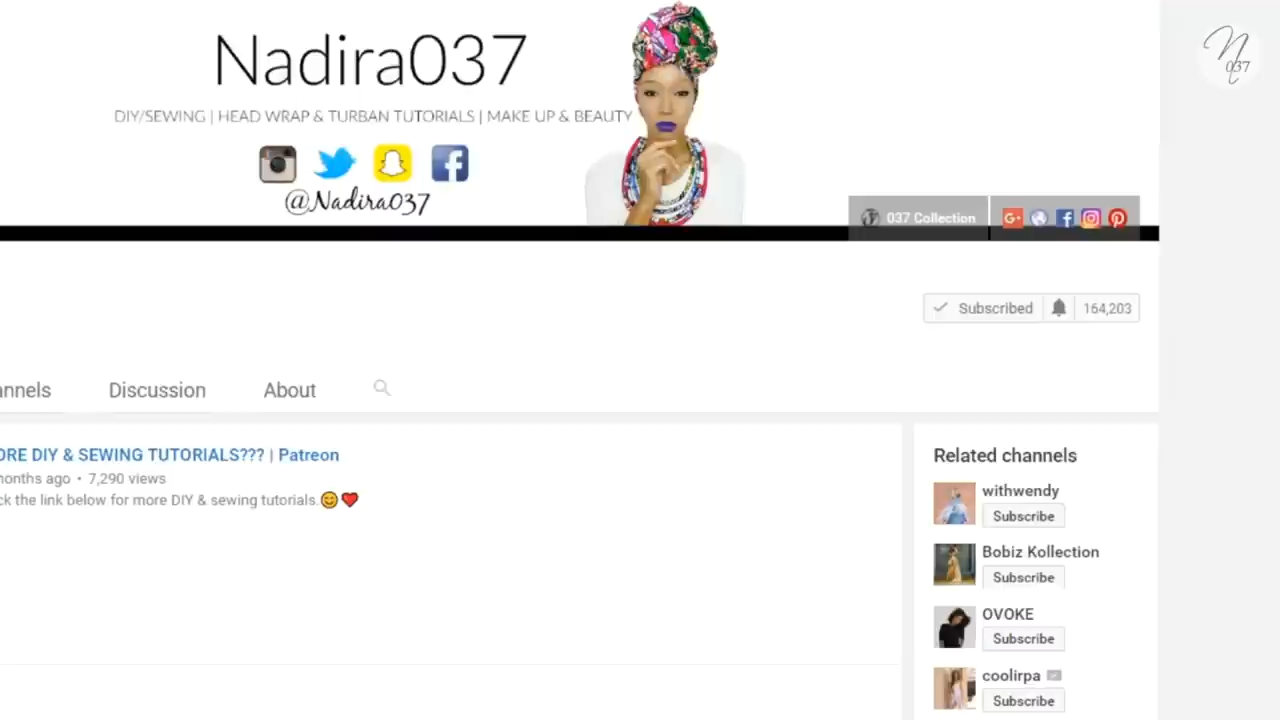 Nadira037
DIY/SEWING | HEAD WRAP & TURBAN TUTORIALS | MAKE UP & BEAUTY
@Nadira037
037 Collection
N
037
Subscribed
164,203
annels
Discussion
About
ORE DIY & SEWING TUTORIALS??? | Patreon
months ago • 7,290 views
ck the link below for more DIY & sewing tutorials.😊❤
Related channels
withwendy
Subscribe
Bobiz Kollection
Subscribe
OVOKE
Subscribe
coolirpa
Subscribe